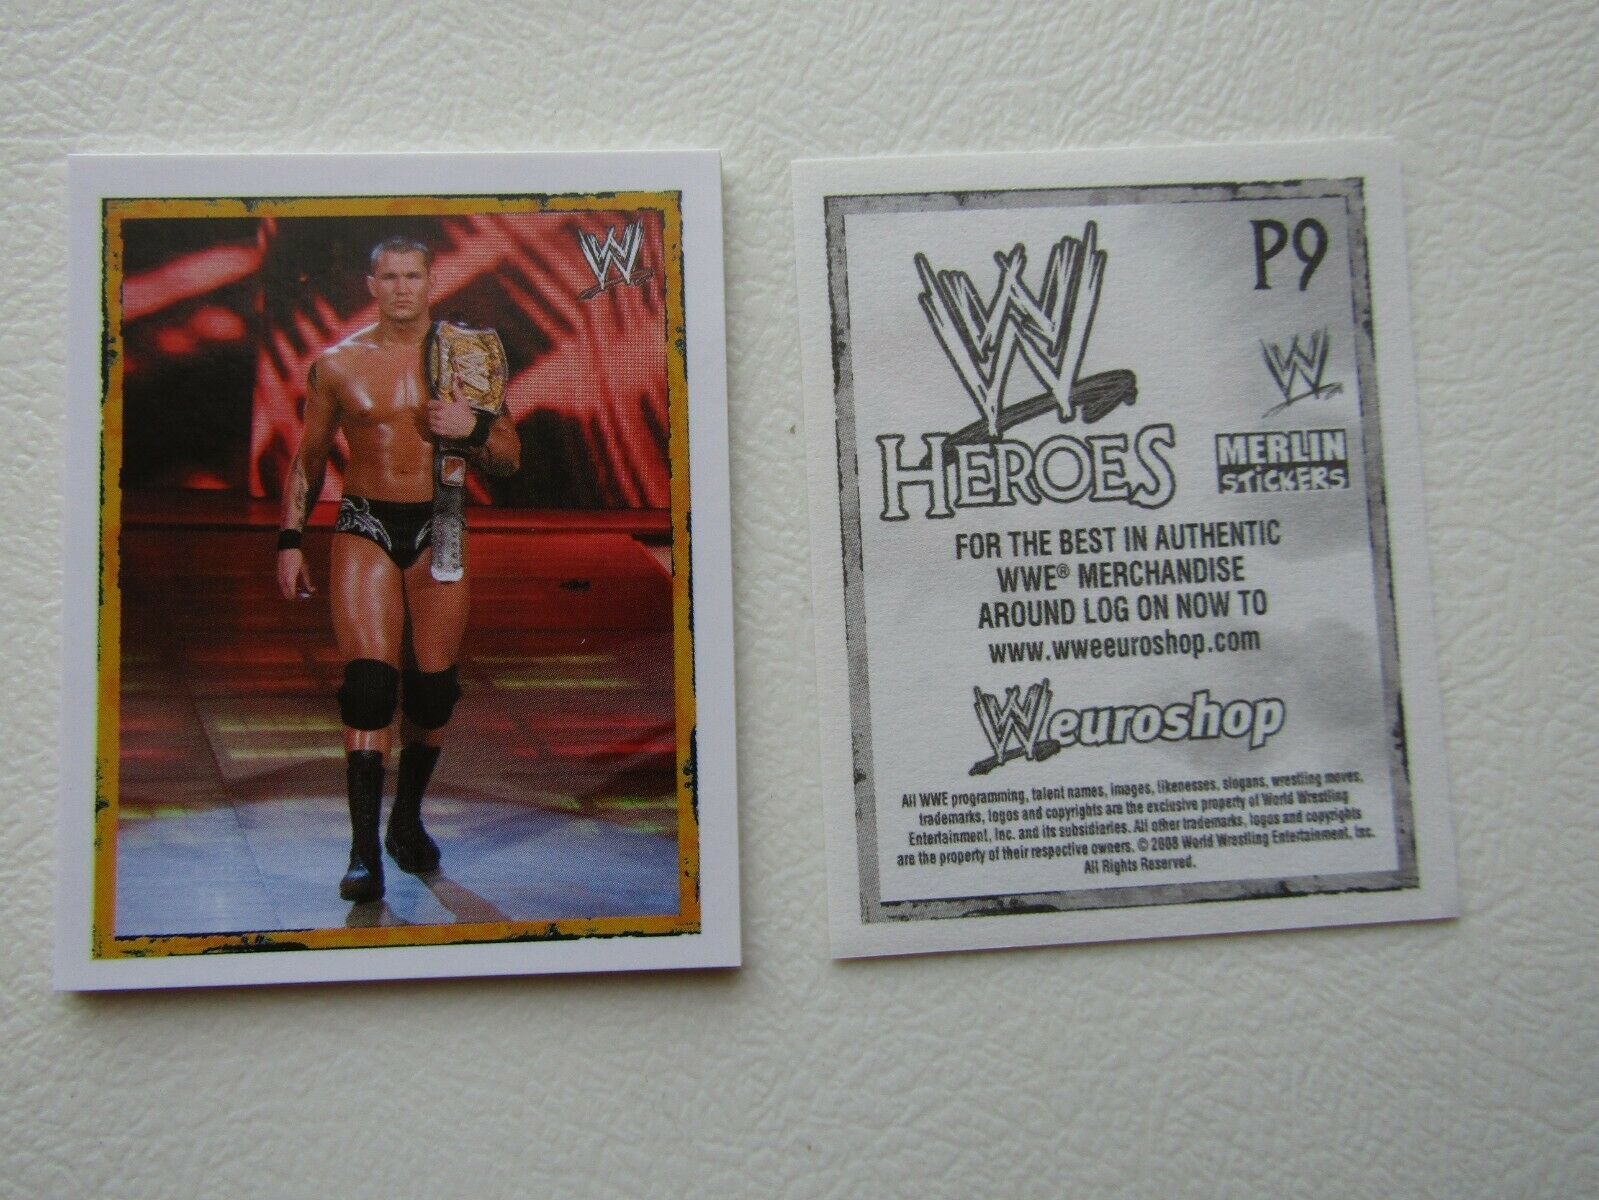 W
P9
W
W
HEROES
MERLIN
STICKERS
FOR THE BEST IN AUTHENTIC
WWE® MERCHANDISE
AROUND LOG ON NOW TO
www.wweeuroshop.com
W euroshop
All WWE programming, talent names, images, likenesses, slogans, wrestling moves,
trademarks, logos and copyrights are the exclusive property of World Wrestling
Entertainment, Inc. and its subsidiaries. All other trademarks, logos and copyrights
are the property of their respective owners. © 2008 World Wrestling Entertainment, Inc.
All Rights Reserved.